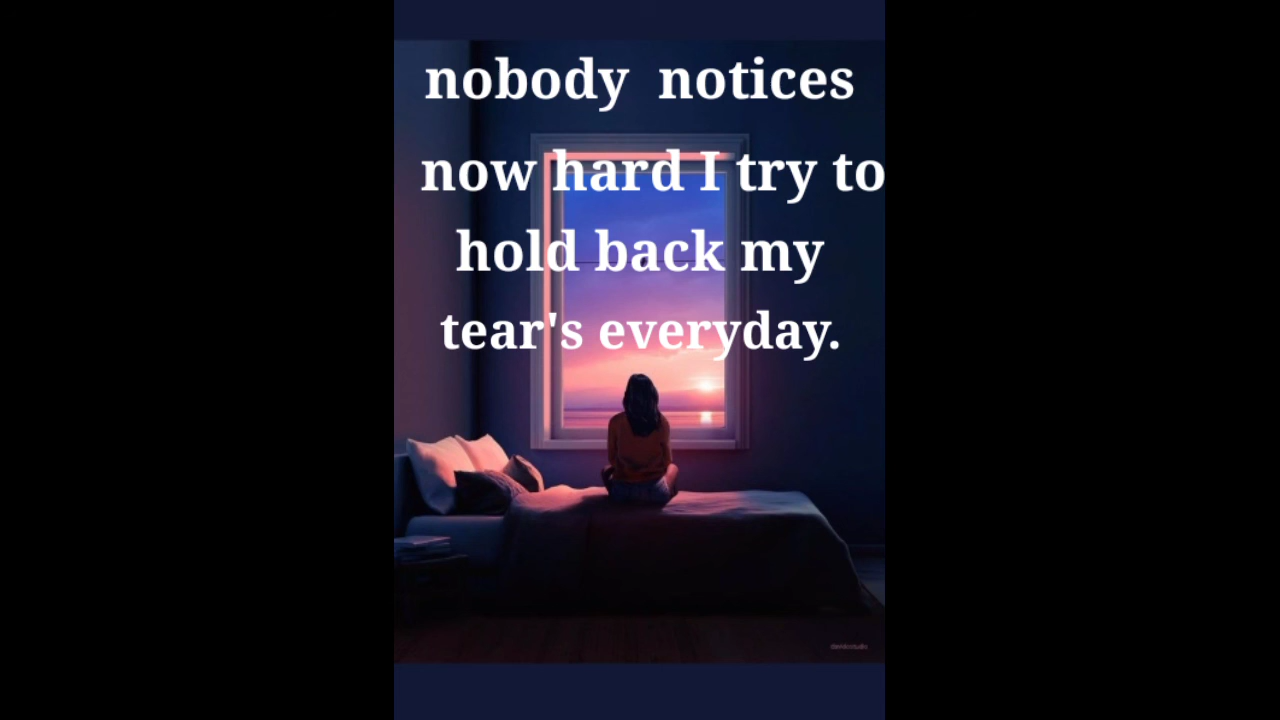 nobody notices
now hard I try to
hold back my
tear's everyday.